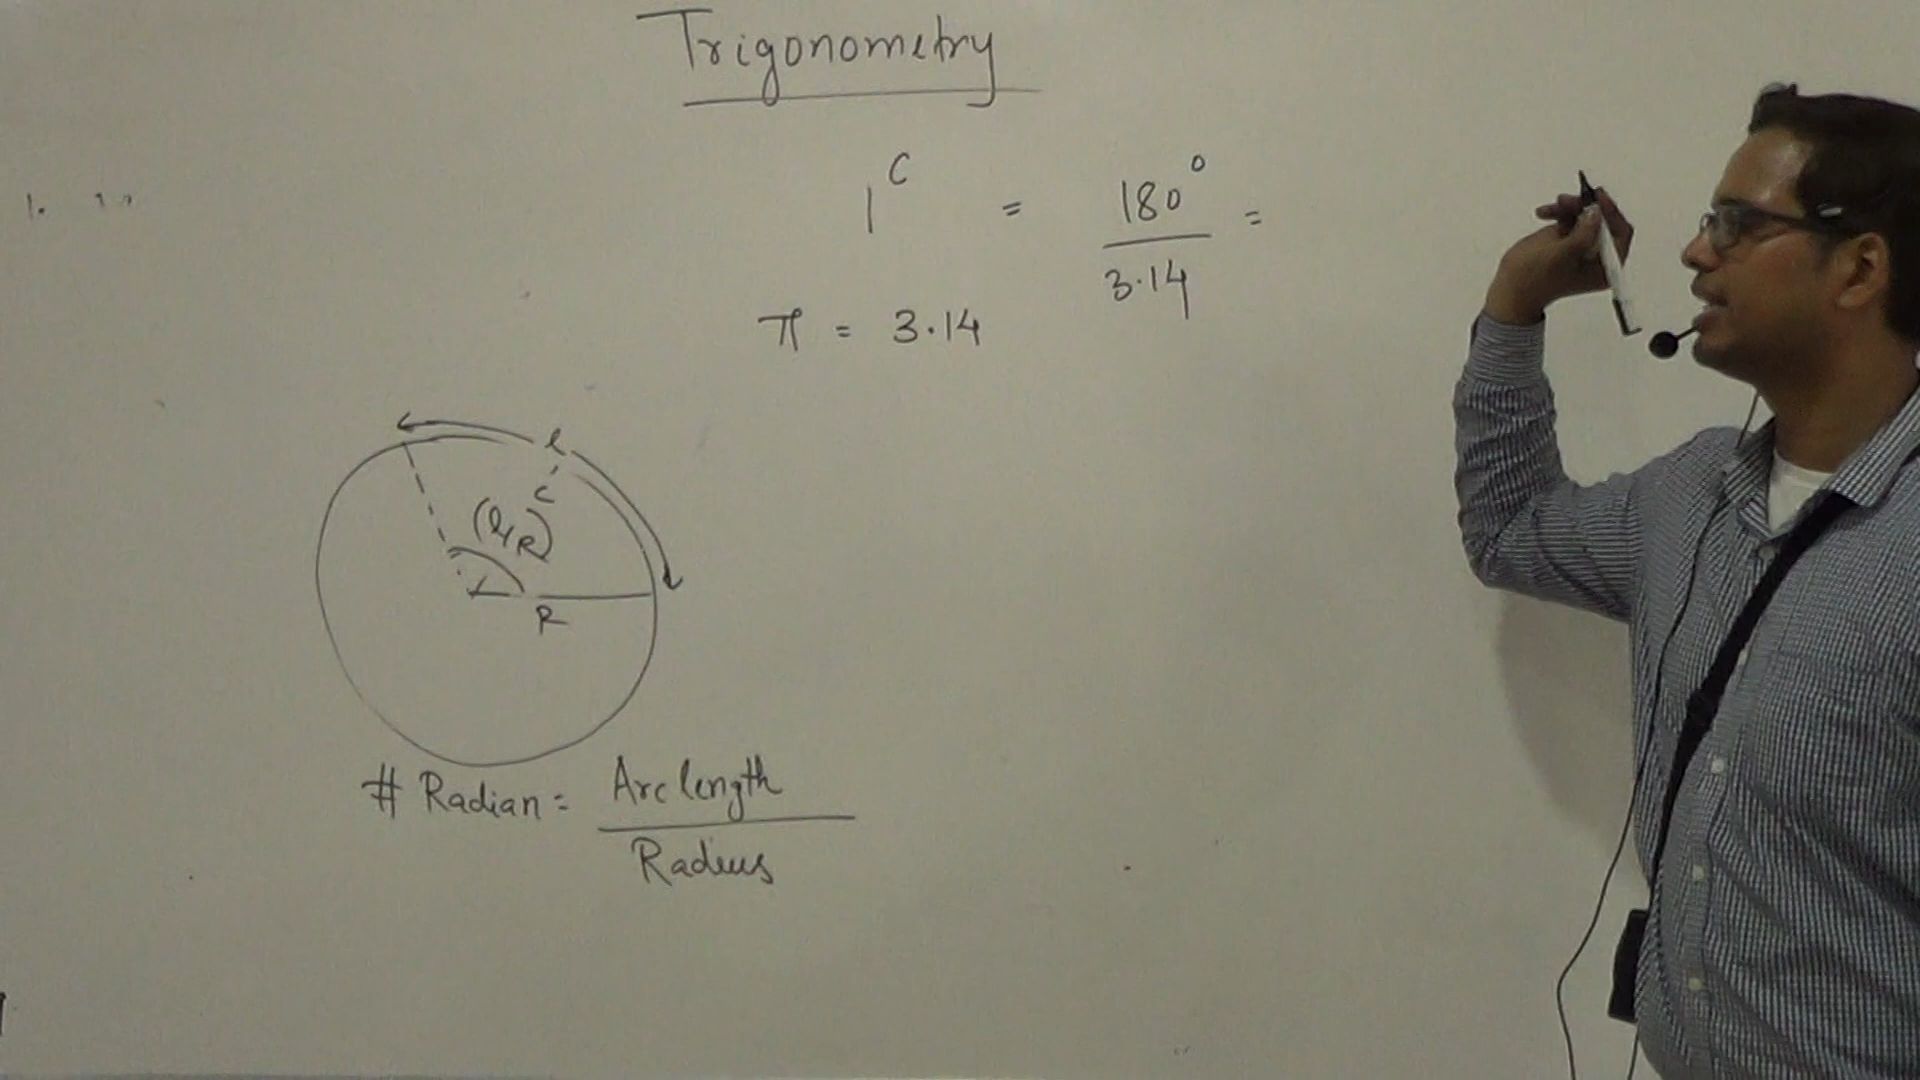 Trigonometry
1^c = 180° / 3.14 =
π = 3.14
l
(l/R)^c
R
# Radian = Arc length / Radius